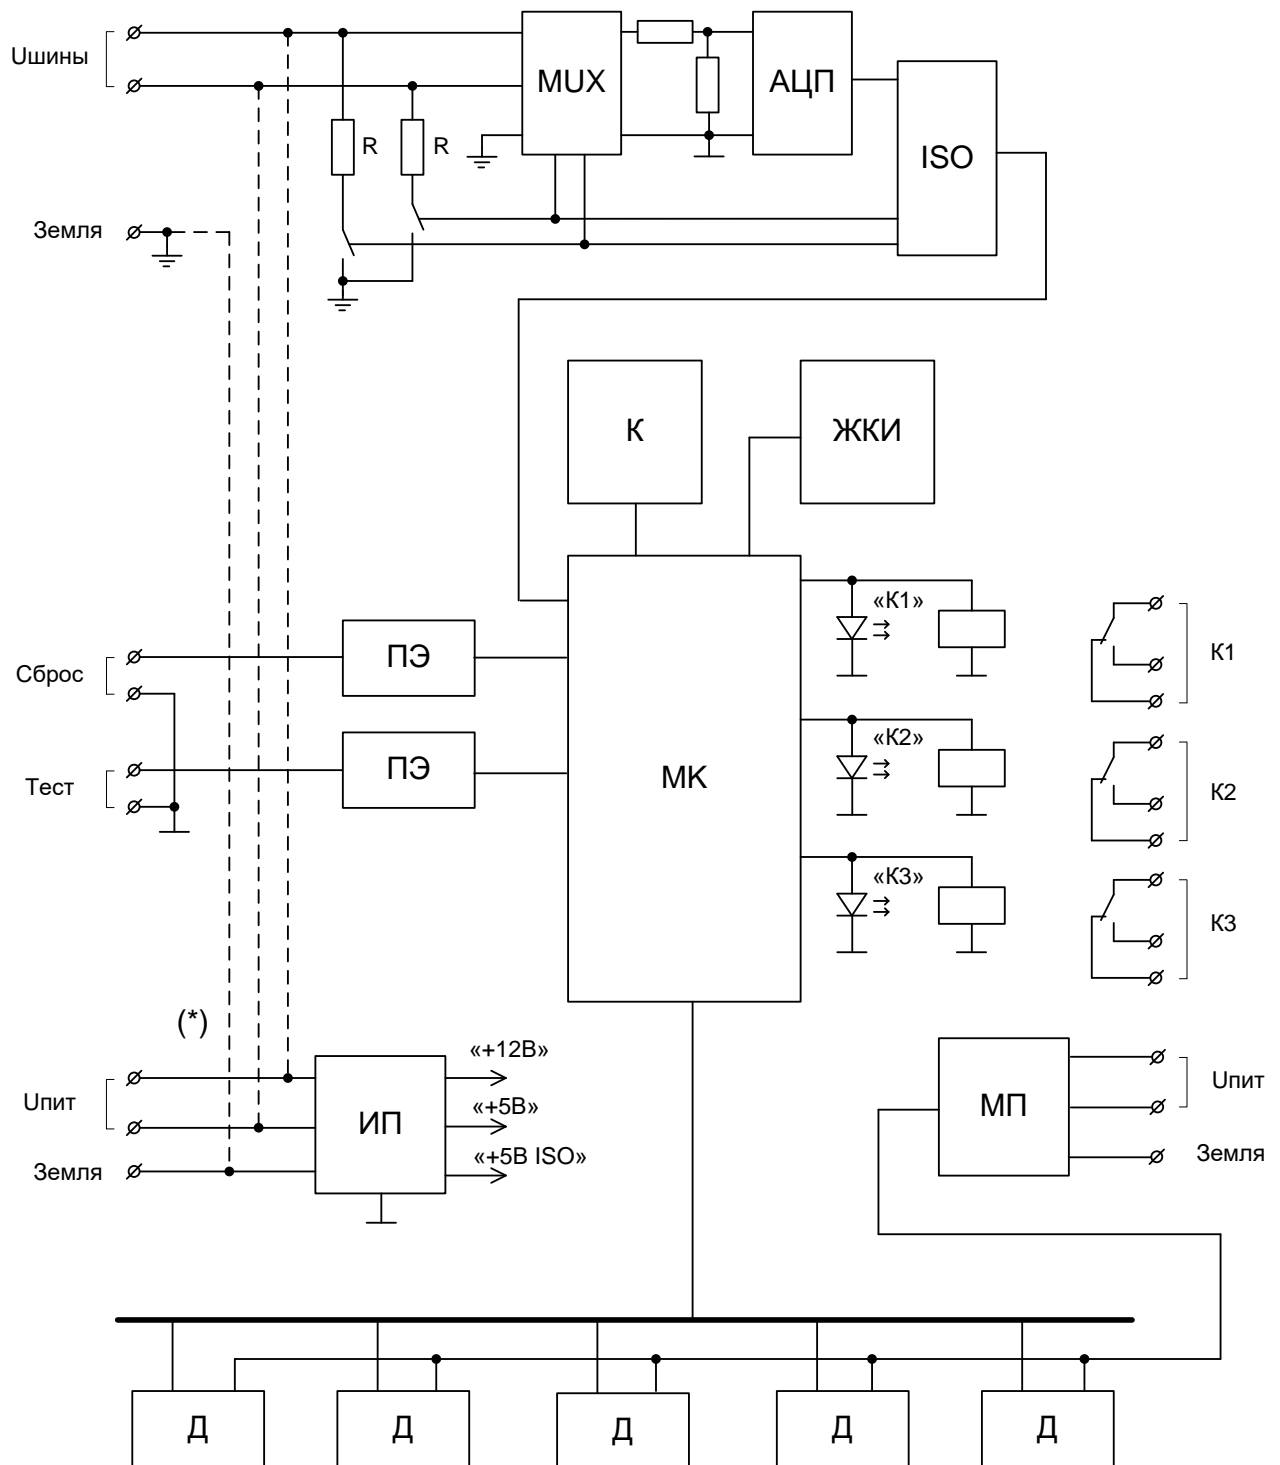 Uшины
MUX
АЦП
ISO
R
R
Земля
К
ЖКИ
«К1»
К1
Сброс
ПЭ
«К2»
К2
Тест
ПЭ
МК
«К3»
К3
(*)
«+12В»
Uпит
ИП
«+5В»
МП
Uпит
Земля
«+5В ISO»
Земля
Д
Д
Д
Д
Д